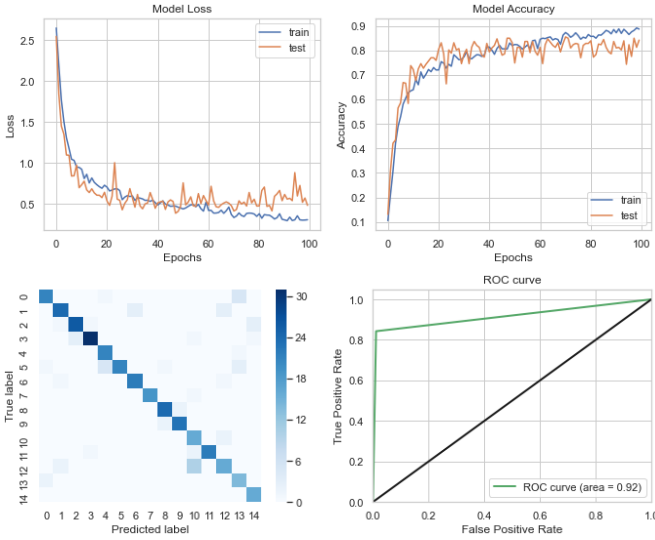 Model Loss
2.5
2.0
1.5
1.0
0.5
0
20
40
60
80
100
Epochs
Loss
train
test
Model Accuracy
0.9
0.8
0.7
0.6
0.5
0.4
0.3
0.2
0.1
0
20
40
60
80
100
Epochs
Accuracy
train
test
0
1
2
3
4
5
6
7
8
9
10
11
12
13
14
True label
0 1 2 3 4 5 6 7 8 9 10 11 12 13 14
Predicted label
30
24
18
12
6
0
ROC curve
1.0
0.8
0.6
0.4
0.2
0.0
0.0 0.2 0.4 0.6 0.8 1.0
False Positive Rate
True Positive Rate
ROC curve (area = 0.92)